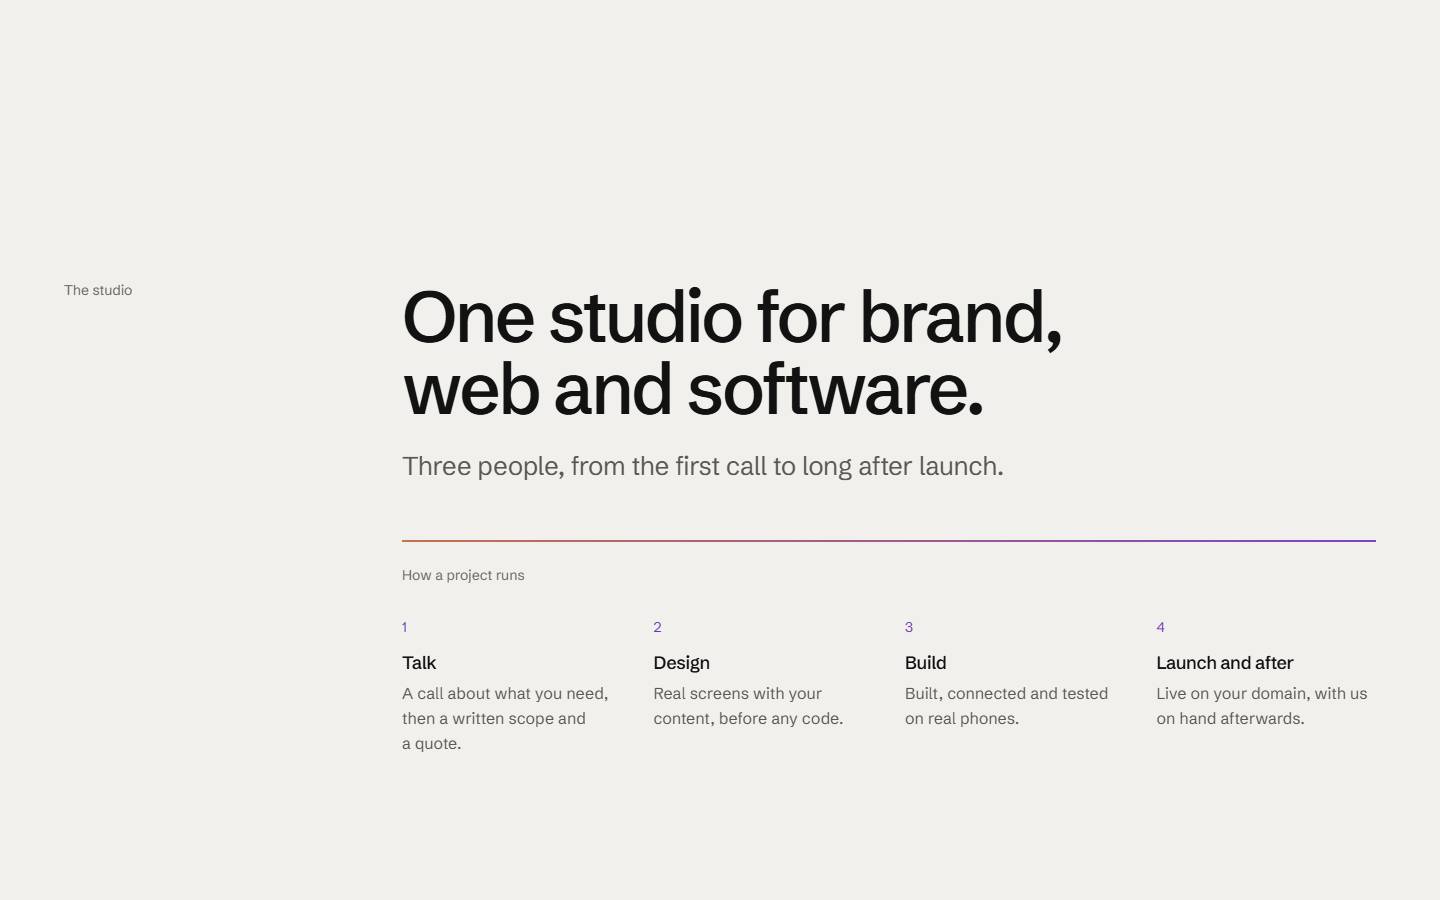 The studio
One studio for brand,
web and software.
Three people, from the first call to long after launch.
How a project runs
1
Talk
A call about what you need,
then a written scope and
a quote.
2
Design
Real screens with your
content, before any code.
3
Build
Built, connected and tested
on real phones.
4
Launch and after
Live on your domain, with us
on hand afterwards.